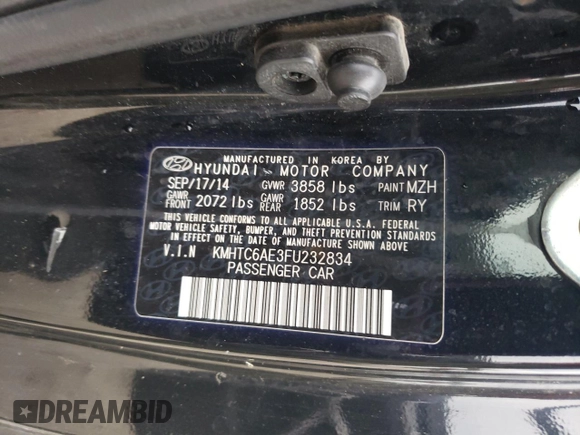 MANUFACTURED IN KOREA BY
HYUNDAI MOTOR COMPANY
SEP/17/14 GVWR 3858 lbs PAINT MZH
GAWR FRONT 2072 lbs GAWR REAR 1852 lbs TRIM RY
THIS VEHICLE CONFORMS TO ALL APPLICABLE U.S.A. FEDERAL
MOTOR VEHICLE SAFETY, BUMPER, AND THEFT PREVENTION STANDARDS
IN EFFECT ON THE DATE OF MANUFACTURE SHOWN ABOVE.
V.I.N KMHTC6AE3FU232834
PASSENGER CAR
DREAMBID